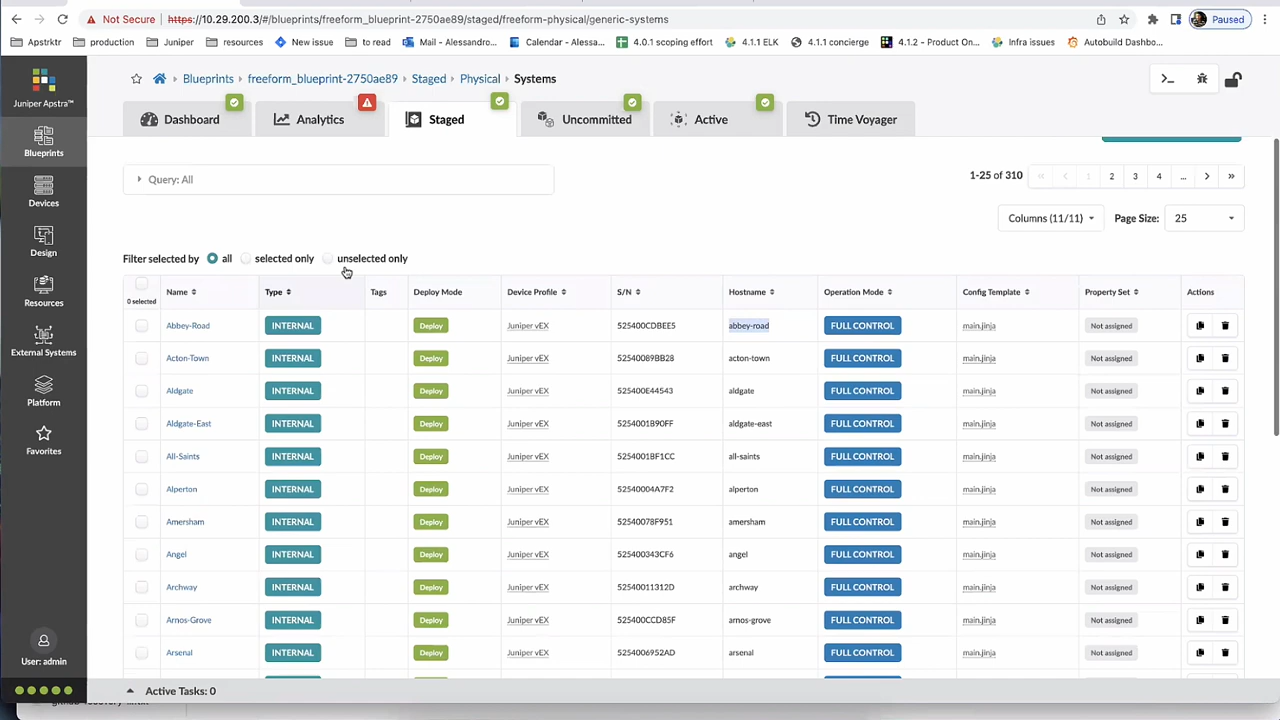 Not Secure https://10.29.200.3/#/blueprints/freeform_blueprint-2750ae89/staged/freeform-physical/generic-systems Paused
Apstrktr production Juniper resources New issue to read Mail – Alessandro... Calendar - Alessa... 4.0.1 scoping effort 4.1.1 ELK 4.1.1 concierge 4.1.2 - Product On... Infra issues Autobuild Dashbo...
Juniper Apstra™
Blueprints
Devices
Design
Resources
External Systems
Platform
Favorites
User: admin
Blueprints freeform_blueprint-2750ae89 Staged Physical Systems
Dashboard Analytics Staged Uncommitted Active Time Voyager
Query: All
1-25 of 310 1 2 3 4 ...
Columns (11/11) Page Size: 25
Filter selected by all selected only unselected only
0 selected Name Type Tags Deploy Mode Device Profile S/N Hostname Operation Mode Config Template Property Set Actions
Abbey-Road INTERNAL Deploy Juniper vEX 525400CDBEE5 abbey-road FULL CONTROL main.jinja Not assigned
Acton-Town INTERNAL Deploy Juniper vEX 52540089BB28 acton-town FULL CONTROL main.jinja Not assigned
Aldgate INTERNAL Deploy Juniper vEX 525400E44543 aldgate FULL CONTROL main.jinja Not assigned
Aldgate-East INTERNAL Deploy Juniper vEX 5254001B90FF aldgate-east FULL CONTROL main.jinja Not assigned
All-Saints INTERNAL Deploy Juniper vEX 5254001BF1CC all-saints FULL CONTROL main.jinja Not assigned
Alperton INTERNAL Deploy Juniper vEX 52540004A7F2 alperton FULL CONTROL main.jinja Not assigned
Amersham INTERNAL Deploy Juniper vEX 52540078F951 amersham FULL CONTROL main.jinja Not assigned
Angel INTERNAL Deploy Juniper vEX 525400343CF6 angel FULL CONTROL main.jinja Not assigned
Archway INTERNAL Deploy Juniper vEX 52540011312D archway FULL CONTROL main.jinja Not assigned
Arnos-Grove INTERNAL Deploy Juniper vEX 525400CCD85F arnos-grove FULL CONTROL main.jinja Not assigned
Arsenal INTERNAL Deploy Juniper vEX 5254006952AD arsenal FULL CONTROL main.jinja Not assigned
Active Tasks: 0